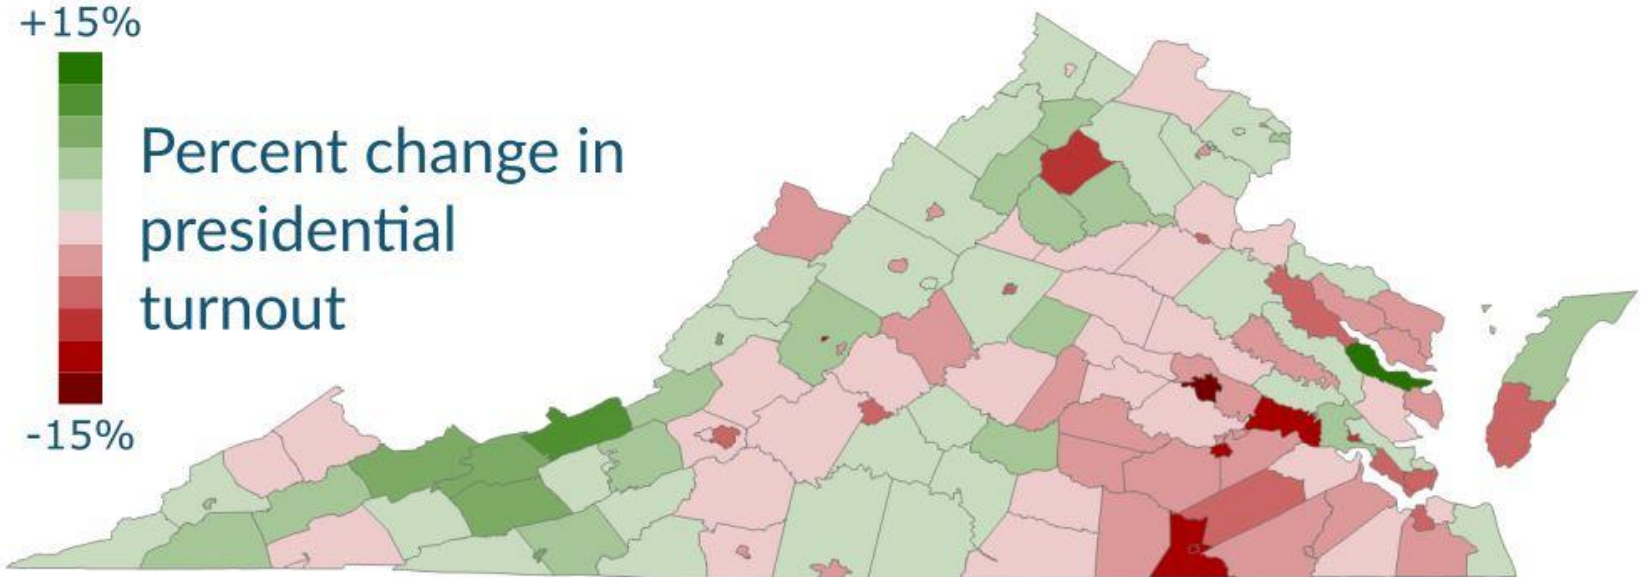 +15%
Percent change in
presidential
turnout
-15%